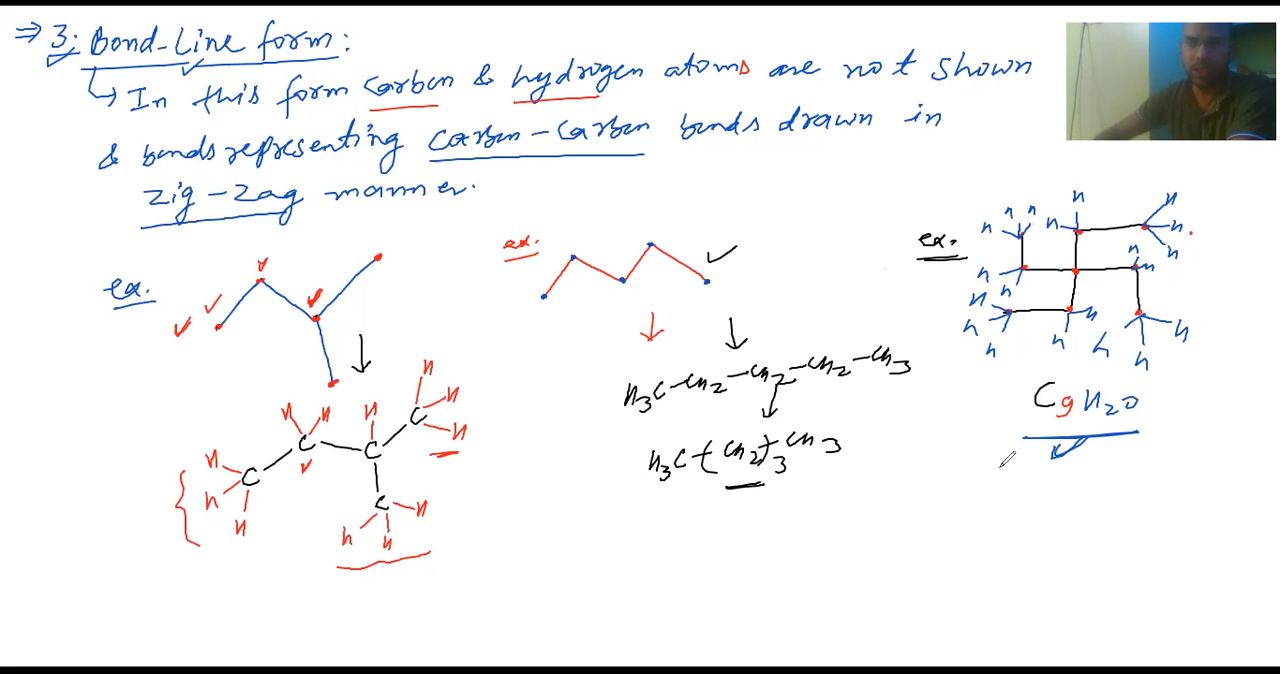 ⇒ 3. Bond-Line form:
↳ In this form carbon & hydrogen atoms are not shown
& bonds representing carbon-carbon bonds drawn in
zig-zag manner.
ex.
ex.
ex.
H H
H H H H H
H H
H H H
H H
H H H H
H H H H
H
H H H H
C C
H C H
H C C H
H H
C H
H H
H3C-CH2-CH2-CH2-CH3
H3C(CH2)3CH3
C9H20